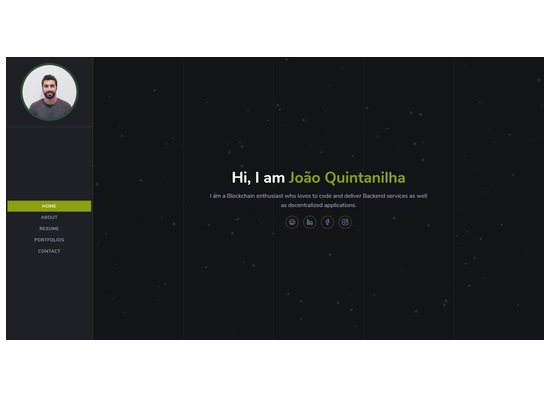 HOME
ABOUT
RESUME
PORTFOLIOS
CONTACT
Hi, I am João Quintanilha
I am a Blockchain enthusiast who loves to code and deliver Backend services as well
as decentralized applications.